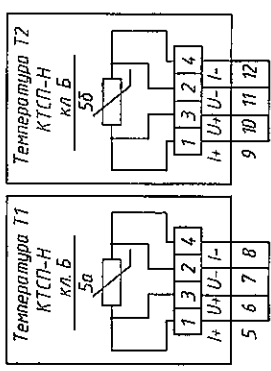 Температура Т2
КТСП-Н
кл. Б
5б
1 3 2 4
I+ U+ U- I-
9 10 11 12
Температура Т1
КТСП-Н
кл. Б
5а
1 3 2 4
I+ U+ U- I-
5 6 7 8